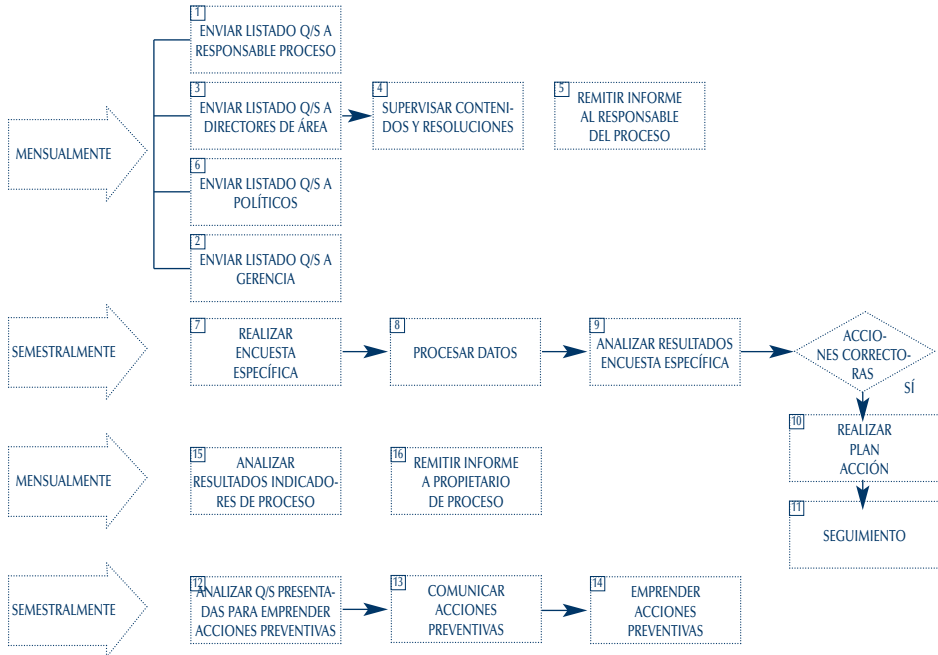 MENSUALMENTE
1
ENVIAR LISTADO Q/S A
RESPONSABLE PROCESO
3
ENVIAR LISTADO Q/S A
DIRECTORES DE ÁREA
4
SUPERVISAR CONTENI-
DOS Y RESOLUCIONES
5
REMITIR INFORME
AL RESPONSABLE
DEL PROCESO
6
ENVIAR LISTADO Q/S A
POLÍTICOS
2
ENVIAR LISTADO Q/S A
GERENCIA
SEMESTRALMENTE
7
REALIZAR
ENCUESTA
ESPECÍFICA
8
PROCESAR DATOS
9
ANALIZAR RESULTADOS
ENCUESTA ESPECÍFICA
ACCIO-
NES CORRECTO-
RAS
SÍ
10
REALIZAR
PLAN
ACCIÓN
11
SEGUIMIENTO
MENSUALMENTE
15
ANALIZAR
RESULTADOS INDICADO-
RES DE PROCESO
16
REMITIR INFORME
A PROPIETARIO
DE PROCESO
SEMESTRALMENTE
12
ANALIZAR Q/S PRESENTA-
DAS PARA EMPRENDER
ACCIONES PREVENTIVAS
13
COMUNICAR
ACCIONES
PREVENTIVAS
14
EMPRENDER
ACCIONES
PREVENTIVAS